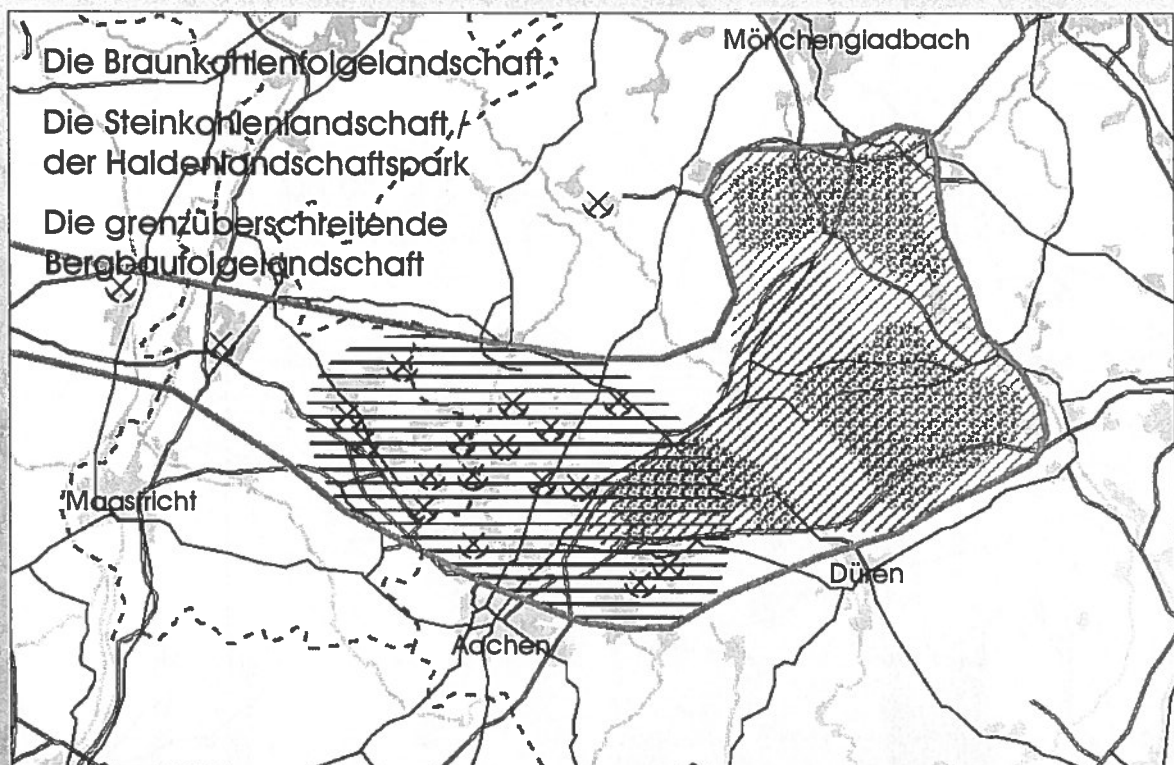 Die Braunkohlenfolgelandschaft,
Die Steinkohlenlandschaft,
der Haldenlandschaftspark
Die grenzüberschreitende
Bergbaufolgelandschaft
Mönchengladbach
Maastricht
Düren
Aachen